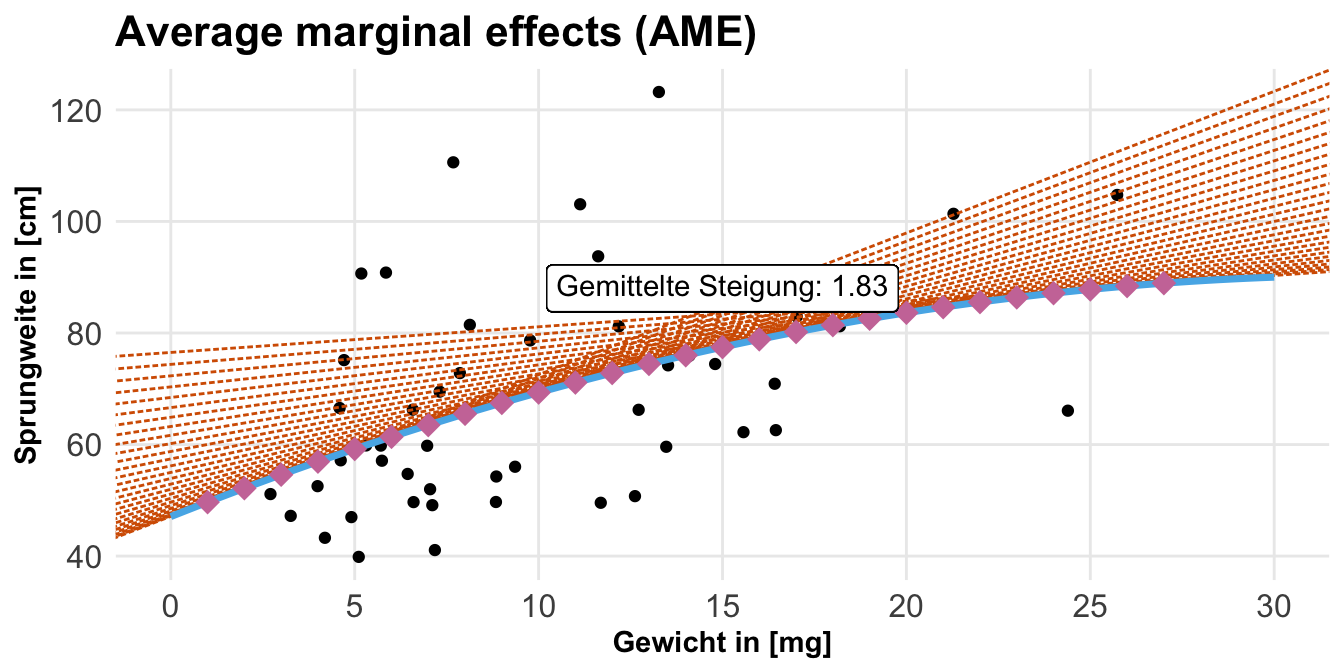 Average marginal effects (AME)
120
100
80
60
40
Sprungweite in [cm]
Gemittelte Steigung: 1.83
0 5 10 15 20 25 30
Gewicht in [mg]